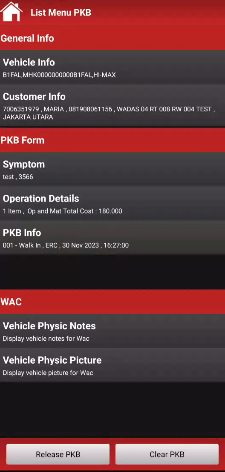 List Menu PKB
General Info
Vehicle Info
B1FAL,MHK000000000B1FAL,HI-MAX
Customer Info
7006351979 , MARIA , 081908061156 , WADAS 04 RT 008 RW 004 TEST ,
JAKARTA UTARA
PKB Form
Symptom
test , 3566
Operation Details
1 Item , Op and Mat Total Cost : 180.000
PKB Info
001 - Walk In , ERC , 30 Nov 2023 , 16:27:00
WAC
Vehicle Physic Notes
Display vehicle notes for Wac
Vehicle Physic Picture
Display vehicle picture for Wac
Release PKB
Clear PKB